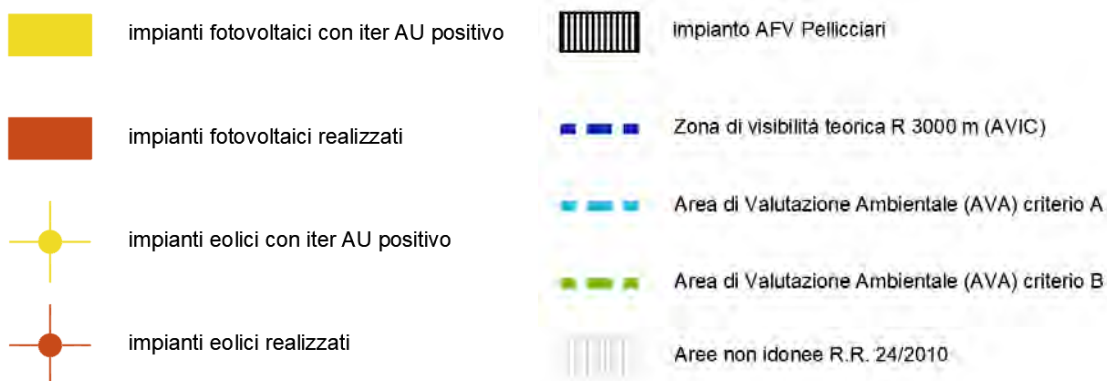 impianti fotovoltaici con iter AU positivo
impianti fotovoltaici realizzati
impianti eolici con iter AU positivo
impianti eolici realizzati
impianto AFV Pellicciari
Zona di visibilità teorica R 3000 m (AVIC)
Area di Valutazione Ambientale (AVA) criterio A
Area di Valutazione Ambientale (AVA) criterio B
Aree non idonee R.R. 24/2010